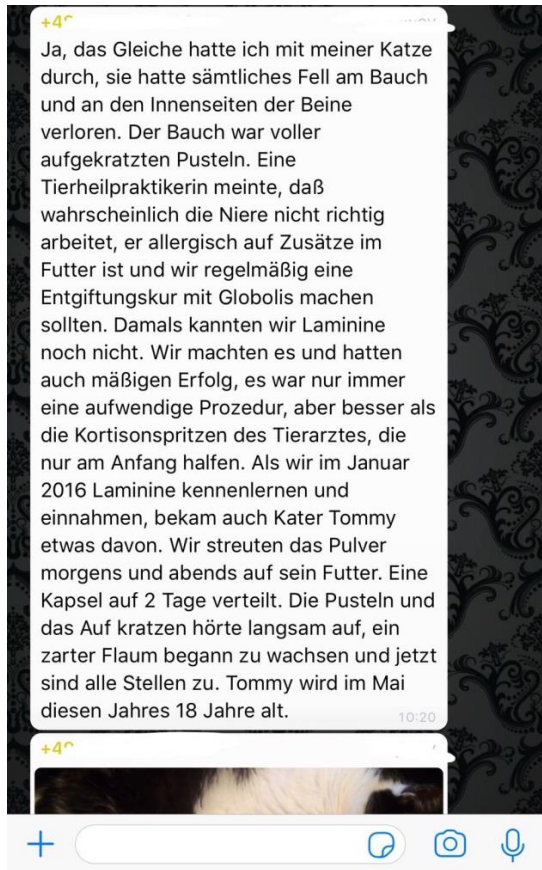 +4
Ja, das Gleiche hatte ich mit meiner Katze
durch, sie hatte sämtliches Fell am Bauch
und an den Innenseiten der Beine
verloren. Der Bauch war voller
aufgekratzten Pusteln. Eine
Tierheilpraktikerin meinte, daß
wahrscheinlich die Niere nicht richtig
arbeitet, er allergisch auf Zusätze im
Futter ist und wir regelmäßig eine
Entgiftungskur mit Globolis machen
sollten. Damals kannten wir Laminine
noch nicht. Wir machten es und hatten
auch mäßigen Erfolg, es war nur immer
eine aufwendige Prozedur, aber besser als
die Kortisonspritzen des Tierarztes, die
nur am Anfang halfen. Als wir im Januar
2016 Laminine kennenlernen und
einnahmen, bekam auch Kater Tommy
etwas davon. Wir streuten das Pulver
morgens und abends auf sein Futter. Eine
Kapsel auf 2 Tage verteilt. Die Pusteln und
das Auf kratzen hörte langsam auf, ein
zarter Flaum begann zu wachsen und jetzt
sind alle Stellen zu. Tommy wird im Mai
diesen Jahres 18 Jahre alt.
10:20
+4